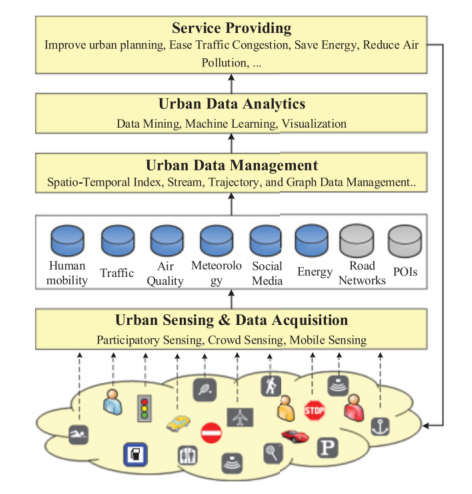 Service Providing
Improve urban planning, Ease Traffic Congestion, Save Energy, Reduce Air
Pollution, ...
Urban Data Analytics
Data Mining, Machine Learning, Visualization
Urban Data Management
Spatio-Temporal Index, Stream, Trajectory, and Graph Data Management..
Human
mobility
Traffic
Air
Quality
Meteorolo
gy
Social
Media
Energy
Road
Networks
POIs
Urban Sensing & Data Acquisition
Participatory Sensing, Crowd Sensing, Mobile Sensing
STOP
P